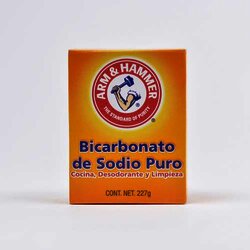 ARM & HAMMER
THE STANDARD OF PURITY
Bicarbonato
de Sodio Puro
Cocina, Desodorante y Limpieza
CONT. NET. 227g